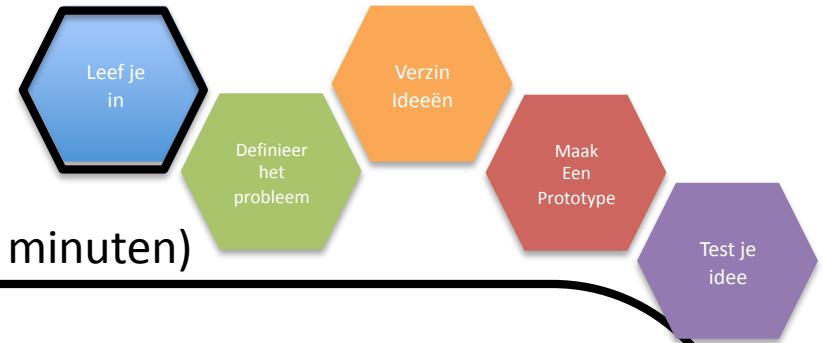 Leef je
in
Definieer
het
probleem
Verzin
Ideeën
Maak
Een
Prototype
Test je
idee
minuten)